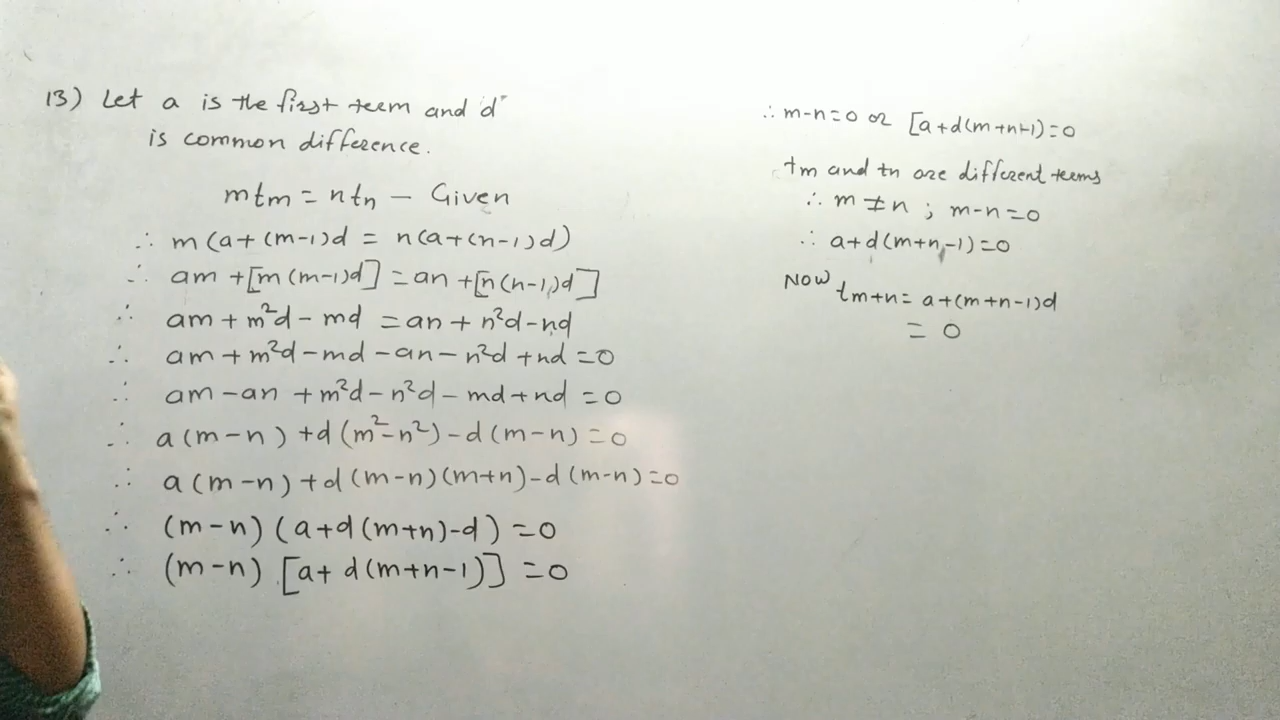 13) Let a is the first term and d
is common difference.
mtm = ntn – Given
∴ m(a+(m-1)d = n(a+(n-1)d)
∴ am +[m(m-1)d] = an +[n(n-1)d]
∴ am + m²d - md = an + n²d - nd
∴ am + m²d - md - an - n²d + nd = 0
∴ am - an + m²d - n²d - md + nd = 0
∴ a(m-n) + d(m²-n²) - d(m-n) = 0
∴ a(m-n) + d(m-n)(m+n) - d(m-n) = 0
∴ (m-n) (a+d(m+n)-d) = 0
∴ (m-n) [a+d(m+n-1)] = 0
∴ m-n=0 or [a+d(m+n-1)=0
tm and tn are different terms
∴ m ≠ n ; m-n=0
∴ a+d(m+n-1)=0
Now tm+n = a+(m+n-1)d
= 0